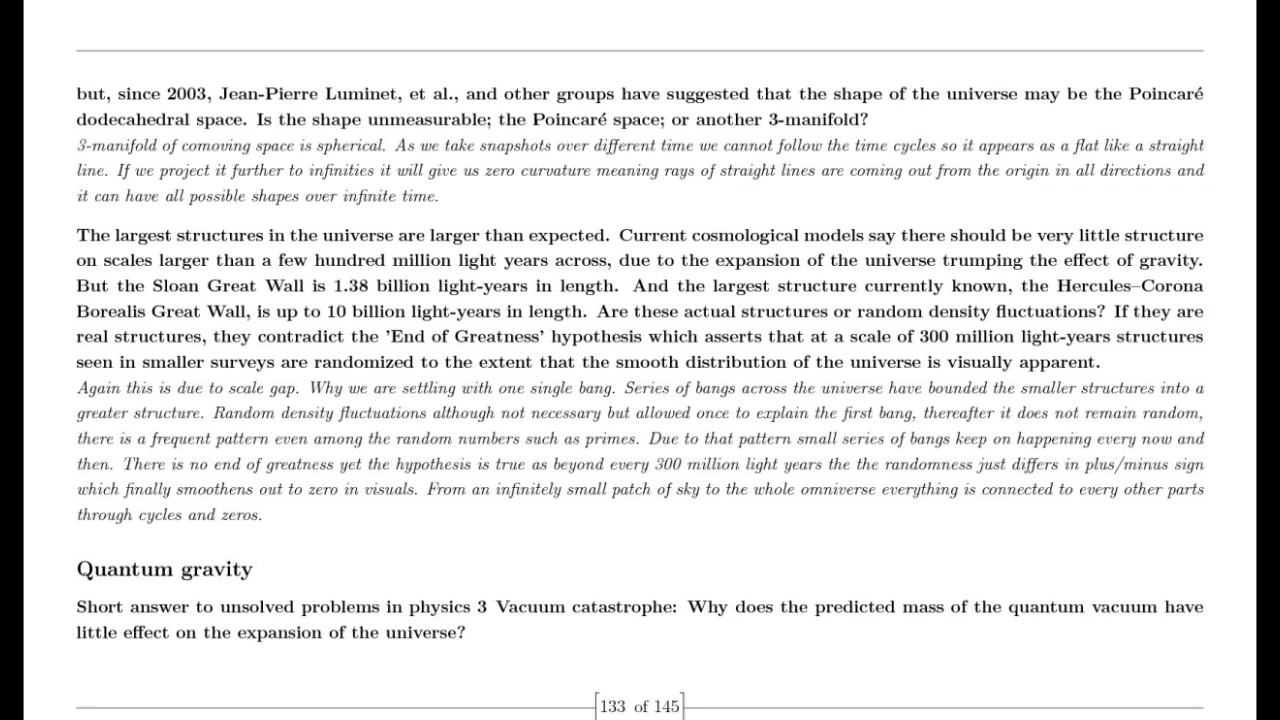 but, since 2003, Jean-Pierre Luminet, et al., and other groups have suggested that the shape of the universe may be the Poincaré
dodecahedral space. Is the shape unmeasurable; the Poincaré space; or another 3-manifold?
3-manifold of comoving space is spherical. As we take snapshots over different time we cannot follow the time cycles so it appears as a flat like a straight
line. If we project it further to infinities it will give us zero curvature meaning rays of straight lines are coming out from the origin in all directions and
it can have all possible shapes over infinite time.
The largest structures in the universe are larger than expected. Current cosmological models say there should be very little structure
on scales larger than a few hundred million light years across, due to the expansion of the universe trumping the effect of gravity.
But the Sloan Great Wall is 1.38 billion light-years in length. And the largest structure currently known, the Hercules–Corona
Borealis Great Wall, is up to 10 billion light-years in length. Are these actual structures or random density fluctuations? If they are
real structures, they contradict the 'End of Greatness' hypothesis which asserts that at a scale of 300 million light-years structures
seen in smaller surveys are randomized to the extent that the smooth distribution of the universe is visually apparent.
Again this is due to scale gap. Why we are settling with one single bang. Series of bangs across the universe have bounded the smaller structures into a
greater structure. Random density fluctuations although not necessary but allowed once to explain the first bang, thereafter it does not remain random,
there is a frequent pattern even among the random numbers such as primes. Due to that pattern small series of bangs keep on happening every now and
then. There is no end of greatness yet the hypothesis is true as beyond every 300 million light years the the randomness just differs in plus/minus sign
which finally smoothens out to zero in visuals. From an infinitely small patch of sky to the whole omniverse everything is connected to every other parts
through cycles and zeros.
Quantum gravity
Short answer to unsolved problems in physics 3 Vacuum catastrophe: Why does the predicted mass of the quantum vacuum have
little effect on the expansion of the universe?
133 of 145